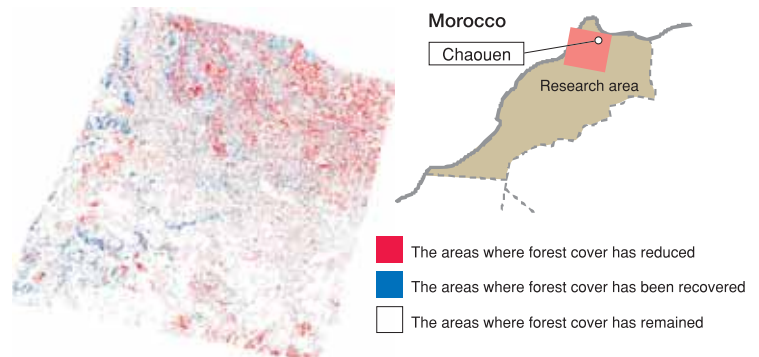 Morocco
Chaouen
Research area
The areas where forest cover has reduced
The areas where forest cover has been recovered
The areas where forest cover has remained